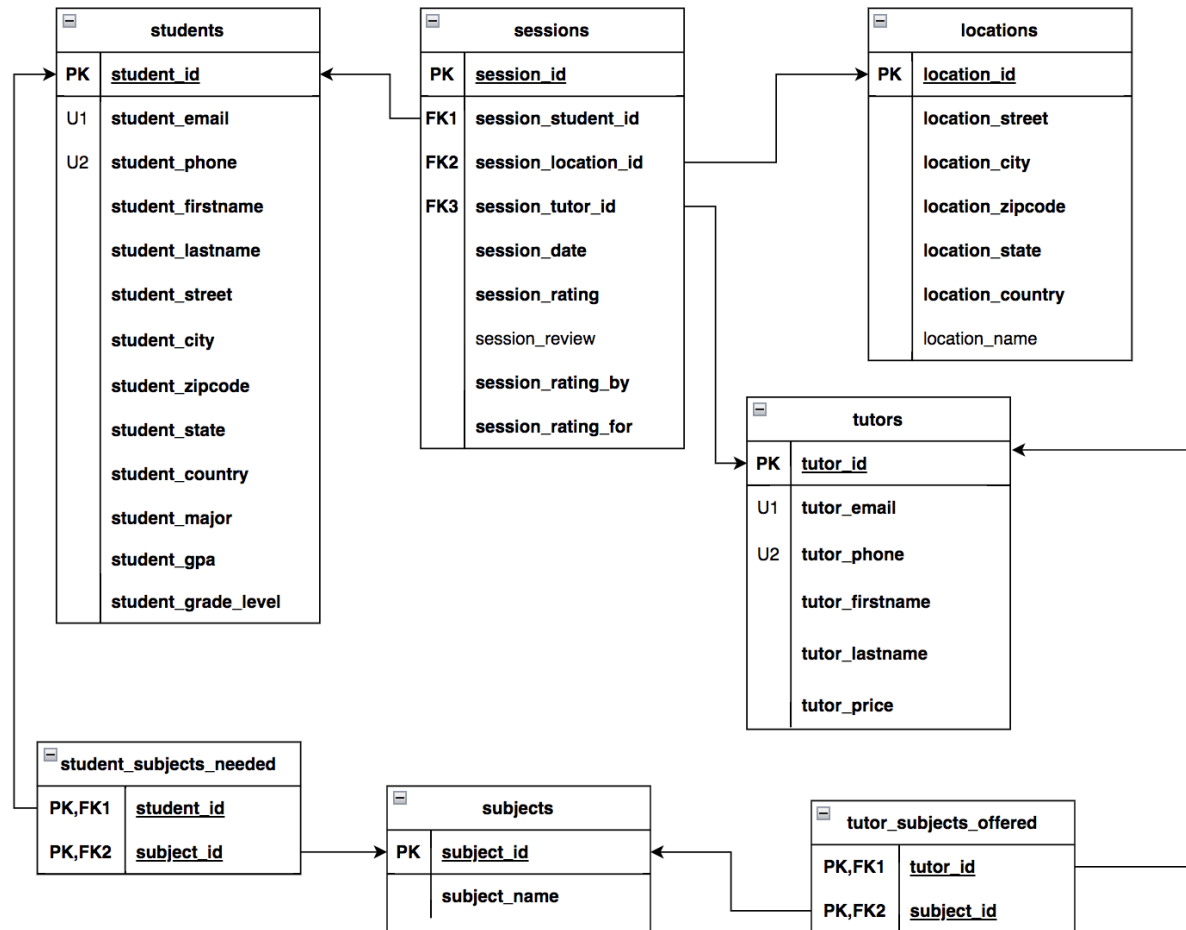 students
PK student_id
U1 student_email
U2 student_phone
student_firstname
student_lastname
student_street
student_city
student_zipcode
student_state
student_country
student_major
student_gpa
student_grade_level
sessions
PK session_id
FK1 session_student_id
FK2 session_location_id
FK3 session_tutor_id
session_date
session_rating
session_review
session_rating_by
session_rating_for
locations
PK location_id
location_street
location_city
location_zipcode
location_state
location_country
location_name
tutors
PK tutor_id
U1 tutor_email
U2 tutor_phone
tutor_firstname
tutor_lastname
tutor_price
student_subjects_needed
PK,FK1 student_id
PK,FK2 subject_id
subjects
PK subject_id
subject_name
tutor_subjects_offered
PK,FK1 tutor_id
PK,FK2 subject_id